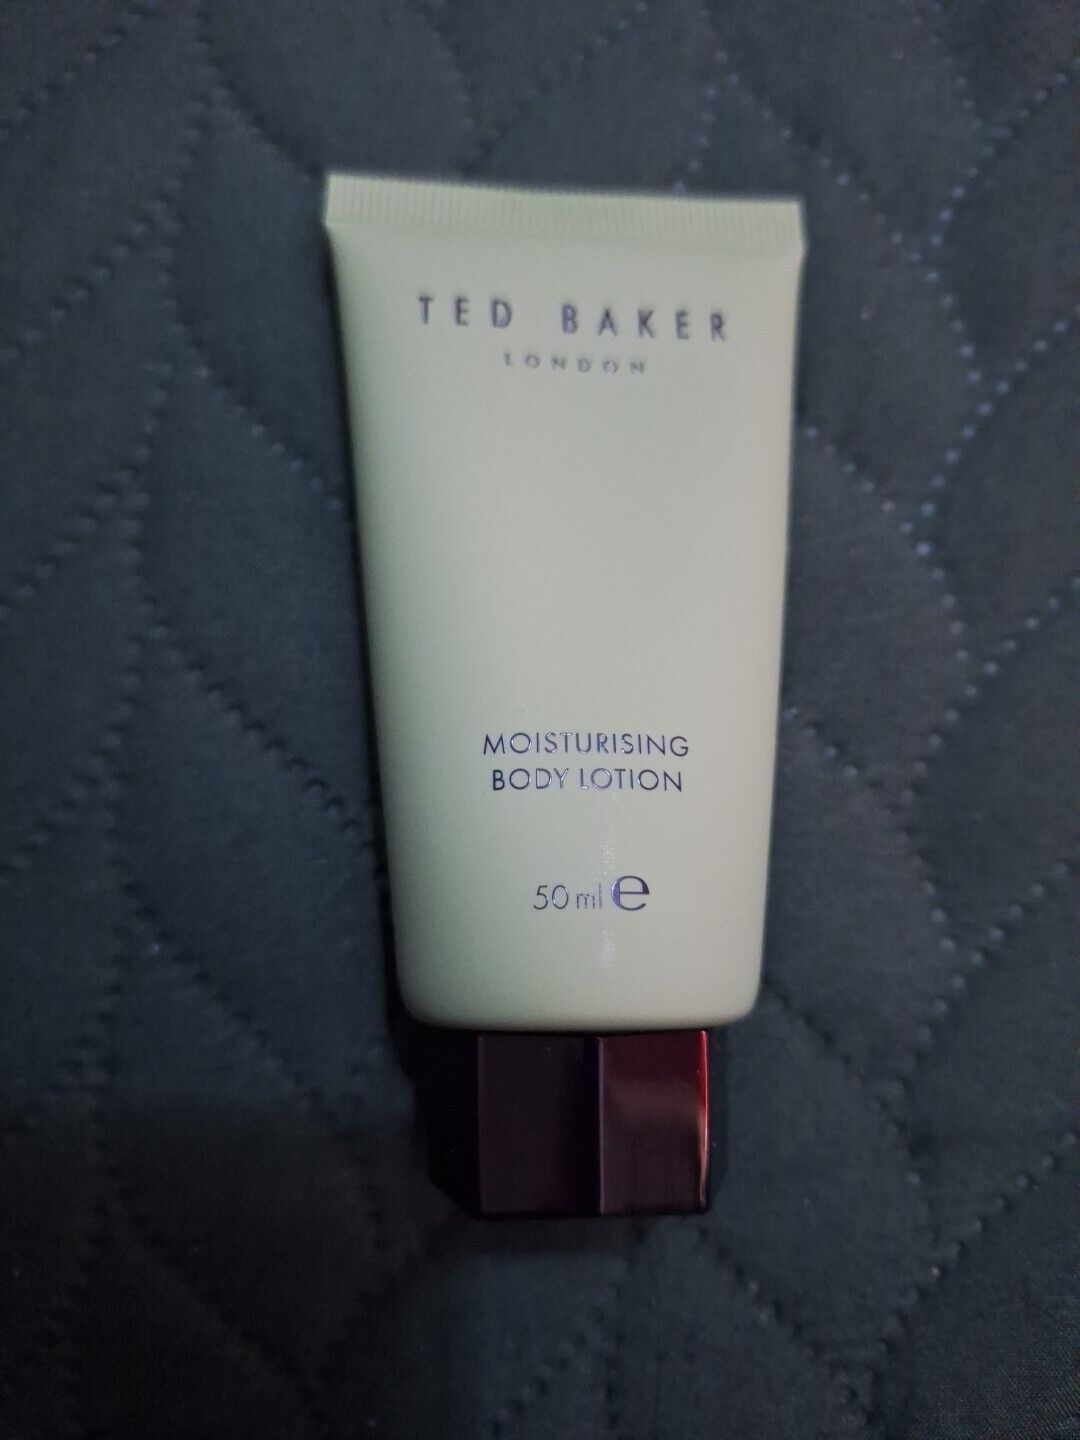 TED BAKER
LONDON
MOISTURISING
BODY LOTION
50 ml e